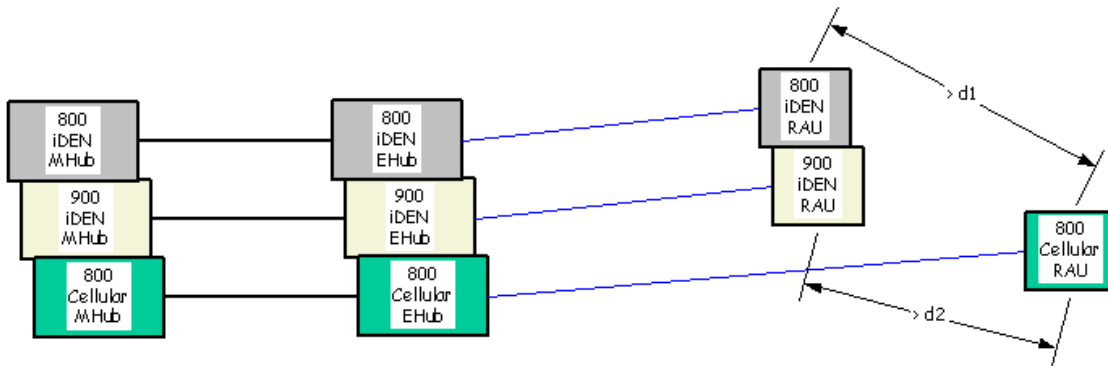 800
iDEN
MHub
900
iDEN
MHub
800
Cellular
MHub
800
iDEN
EHub
900
iDEN
EHub
800
Cellular
EHub
800
iDEN
RAU
900
iDEN
RAU
800
Cellular
RAU
> d1
> d2